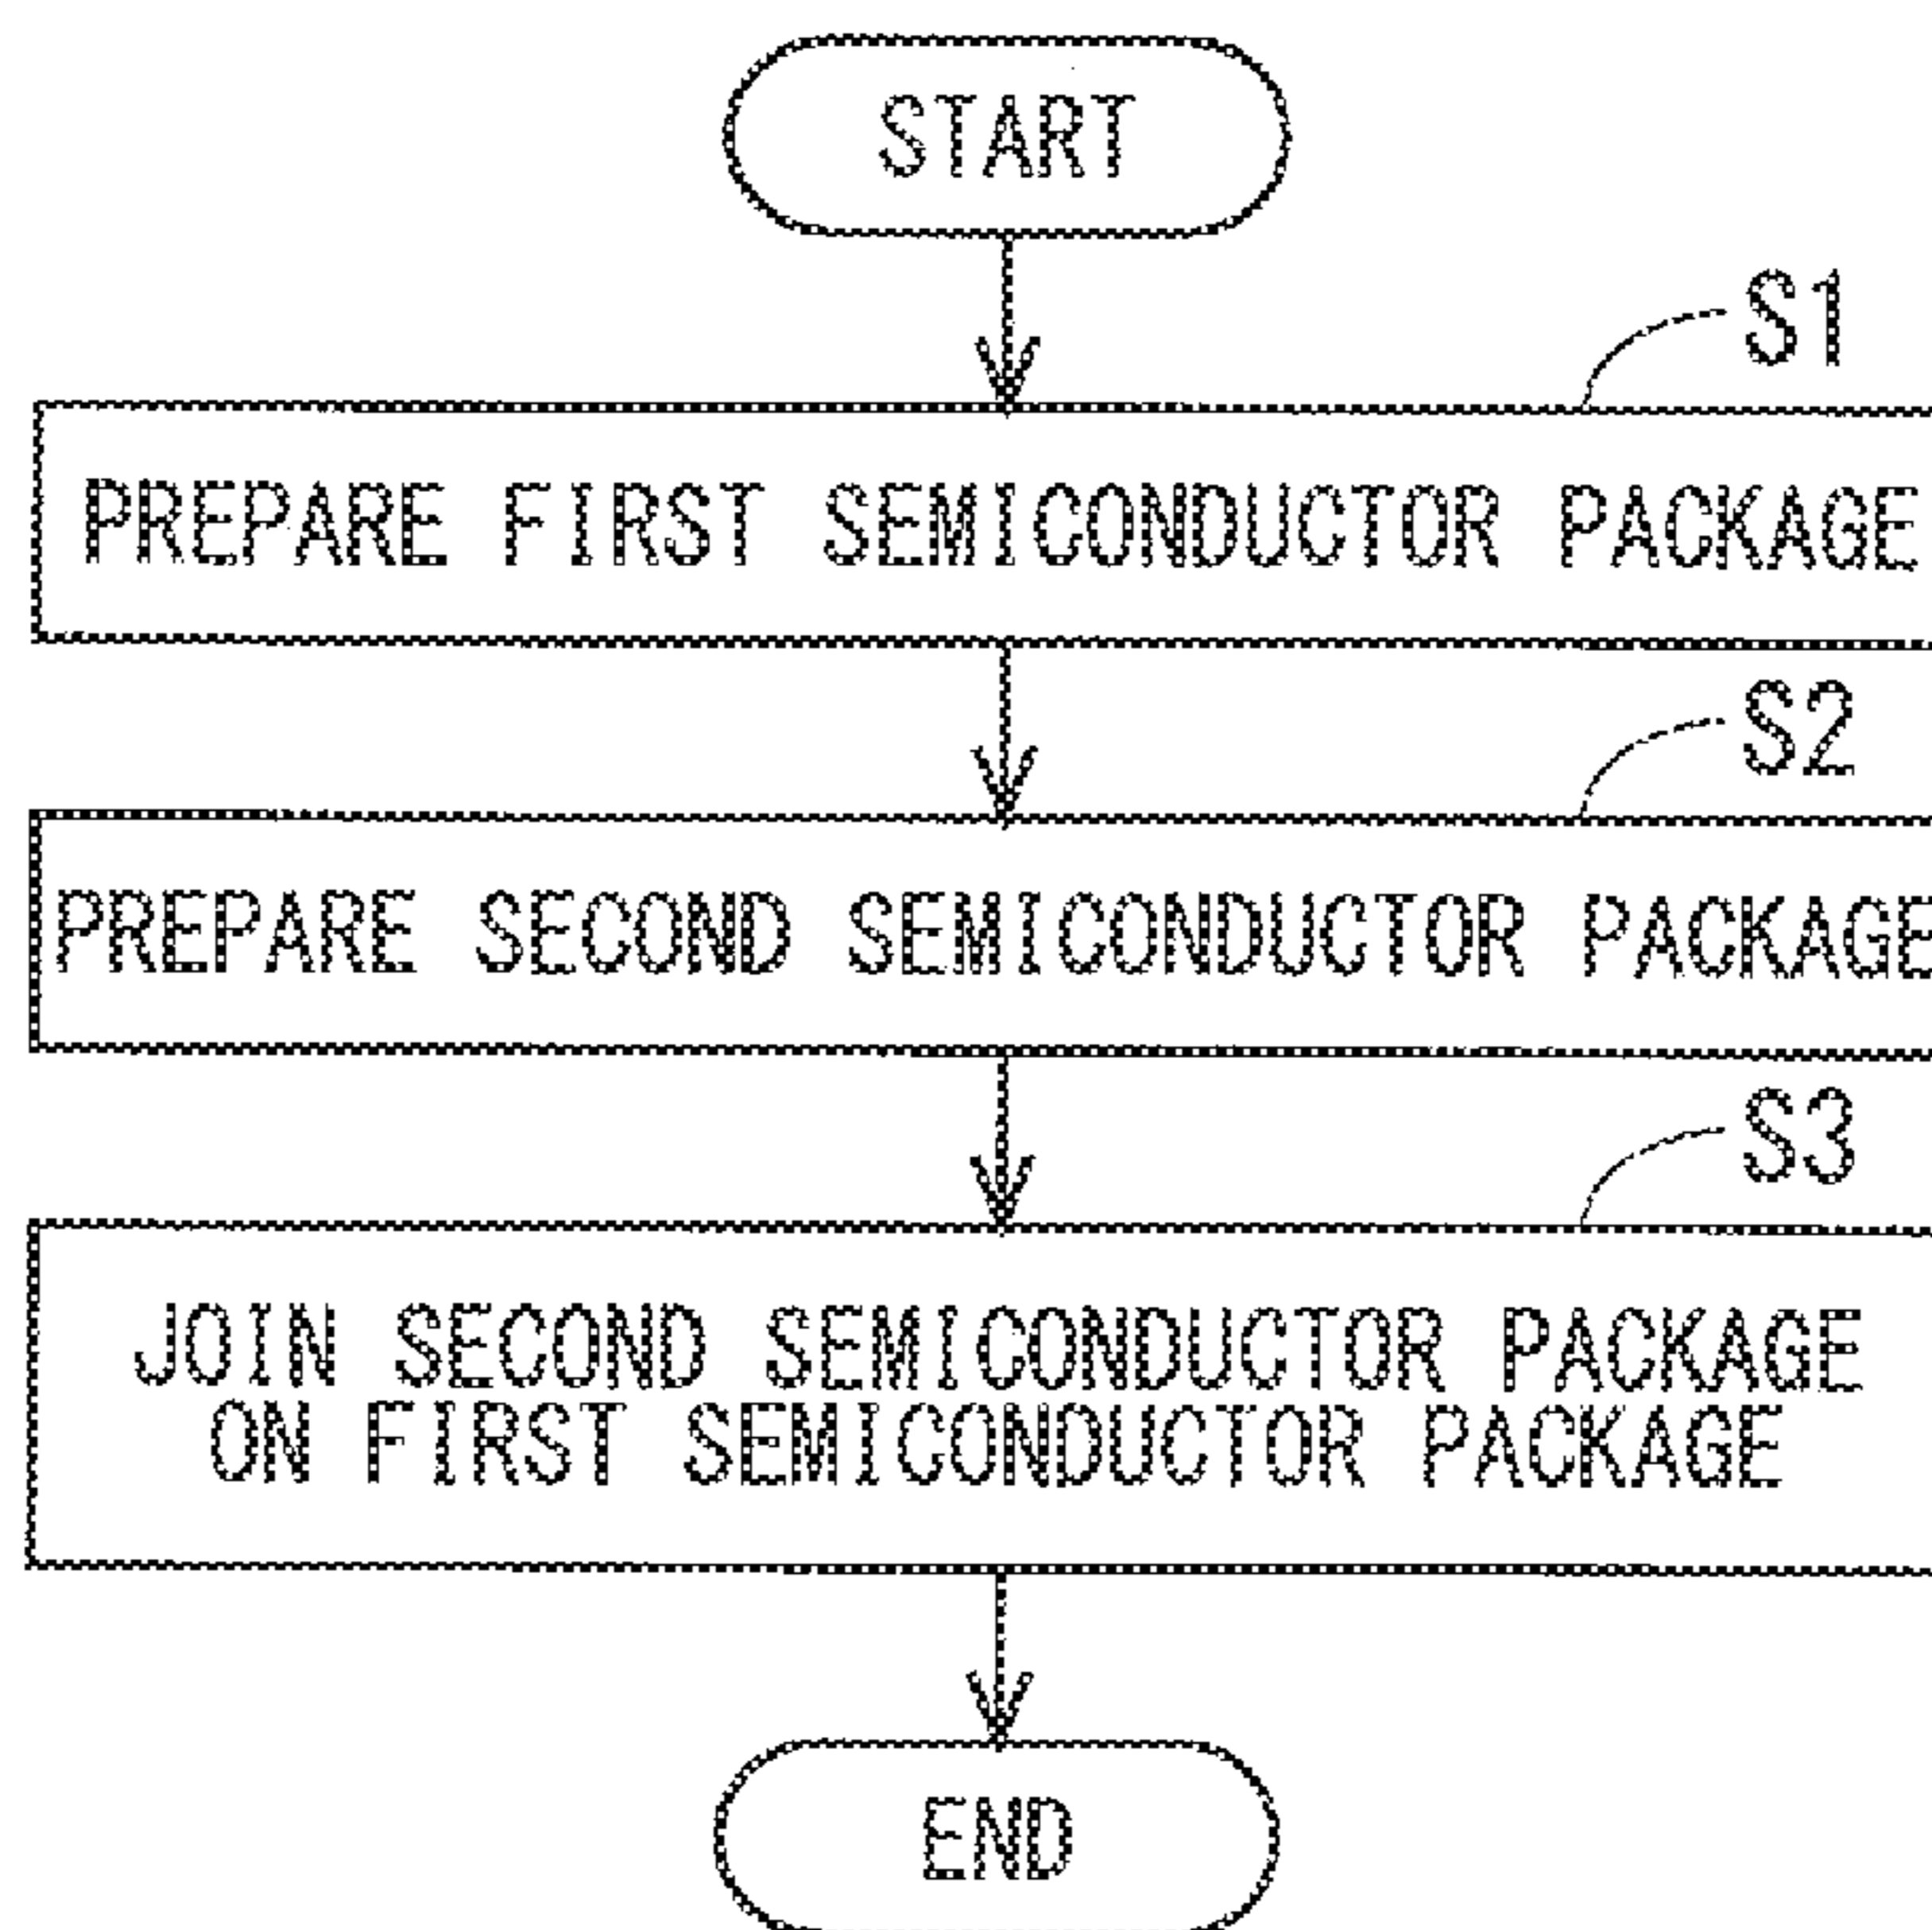 START
S1
PREPARE FIRST SEMICONDUCTOR PACKAGE
S2
PREPARE SECOND SEMICONDUCTOR PACKAGE
S3
JOIN SECOND SEMICONDUCTOR PACKAGE
ON FIRST SEMICONDUCTOR PACKAGE
END